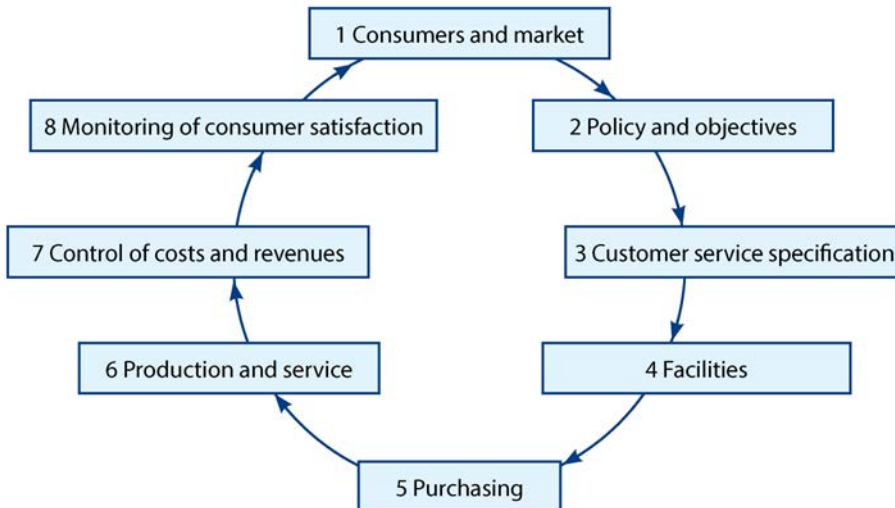 1 Consumers and market
2 Policy and objectives
3 Customer service specification
4 Facilities
5 Purchasing
6 Production and service
7 Control of costs and revenues
8 Monitoring of consumer satisfaction